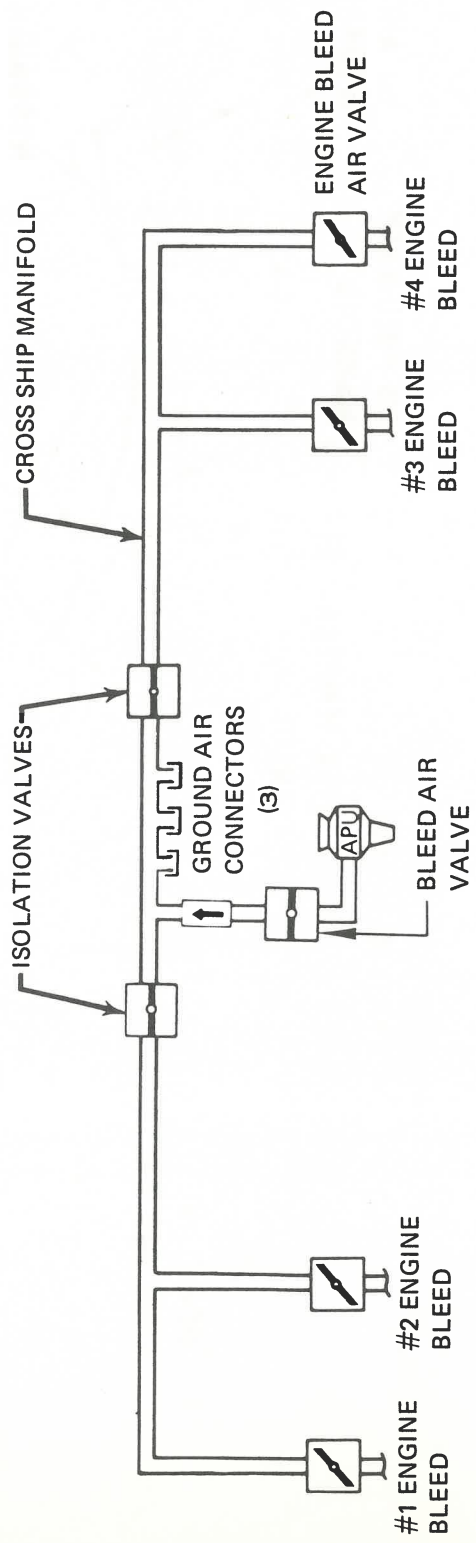 ISOLATION VALVES
CROSS SHIP MANIFOLD
GROUND AIR
CONNECTORS
(3)
APU
BLEED AIR
VALVE
ENGINE BLEED
AIR VALVE
#1 ENGINE
BLEED
#2 ENGINE
BLEED
#3 ENGINE
BLEED
#4 ENGINE
BLEED